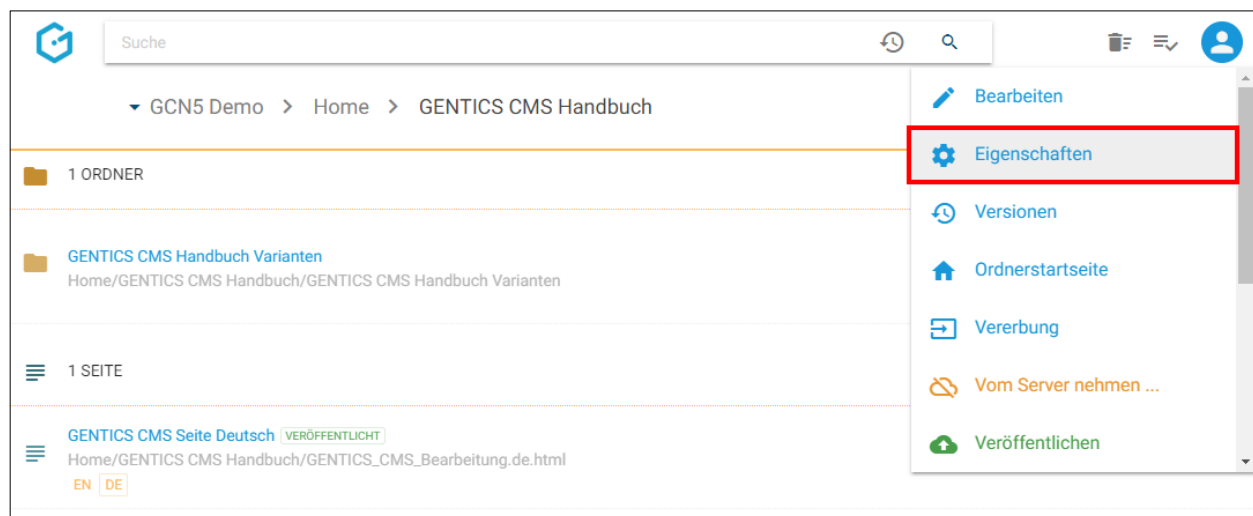 Suche
GCN5 Demo > Home > GENTICS CMS Handbuch
1 ORDNER
GENTICS CMS Handbuch Varianten
Home/GENTICS CMS Handbuch/GENTICS CMS Handbuch Varianten
1 SEITE
GENTICS CMS Seite Deutsch VERÖFFENTLICHT
Home/GENTICS CMS Handbuch/GENTICS_CMS_Bearbeitung.de.html
EN DE
Bearbeiten
Eigenschaften
Versionen
Ordnerstartseite
Vererbung
Vom Server nehmen ...
Veröffentlichen